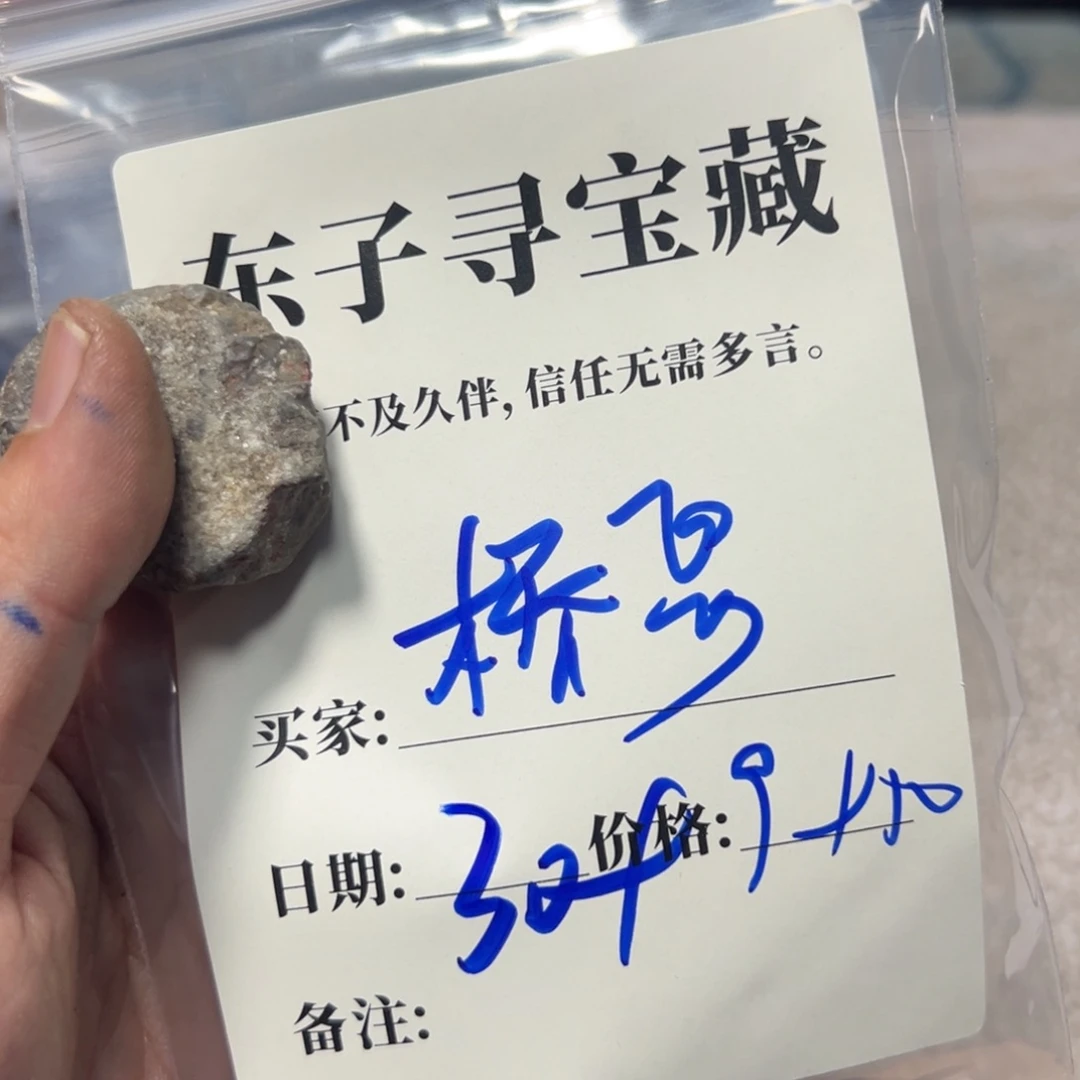 东子寻宝藏
不及久伴,信任无需多言。
买家: 桥
日期: 价格:
备注: